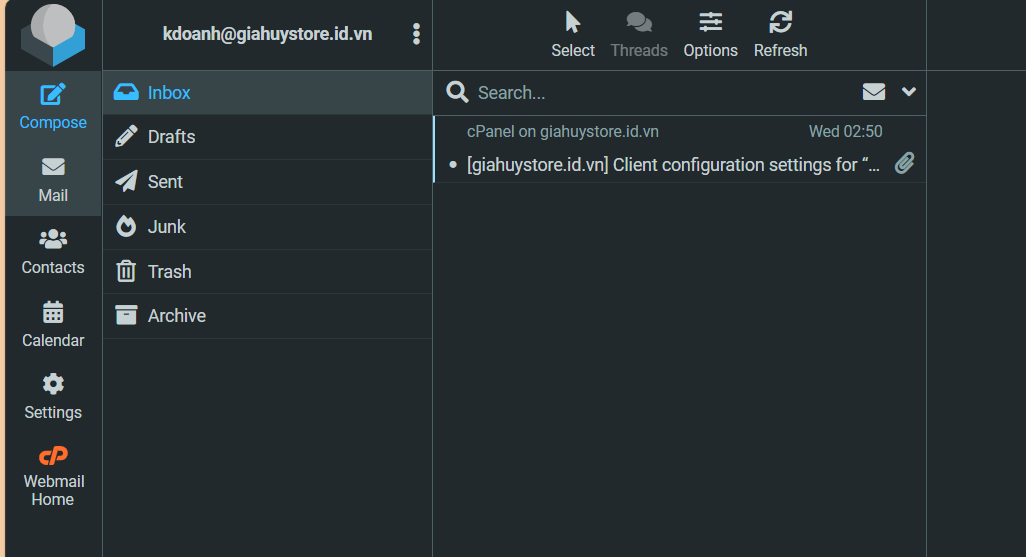 kdoanh@giahuystore.id.vn
Select
Threads
Options
Refresh
Compose
Mail
Contacts
Calendar
Settings
cP
Webmail
Home
Inbox
Drafts
Sent
Junk
Trash
Archive
Search...
cPanel on giahuystore.id.vn
Wed 02:50
[giahuystore.id.vn] Client configuration settings for “...